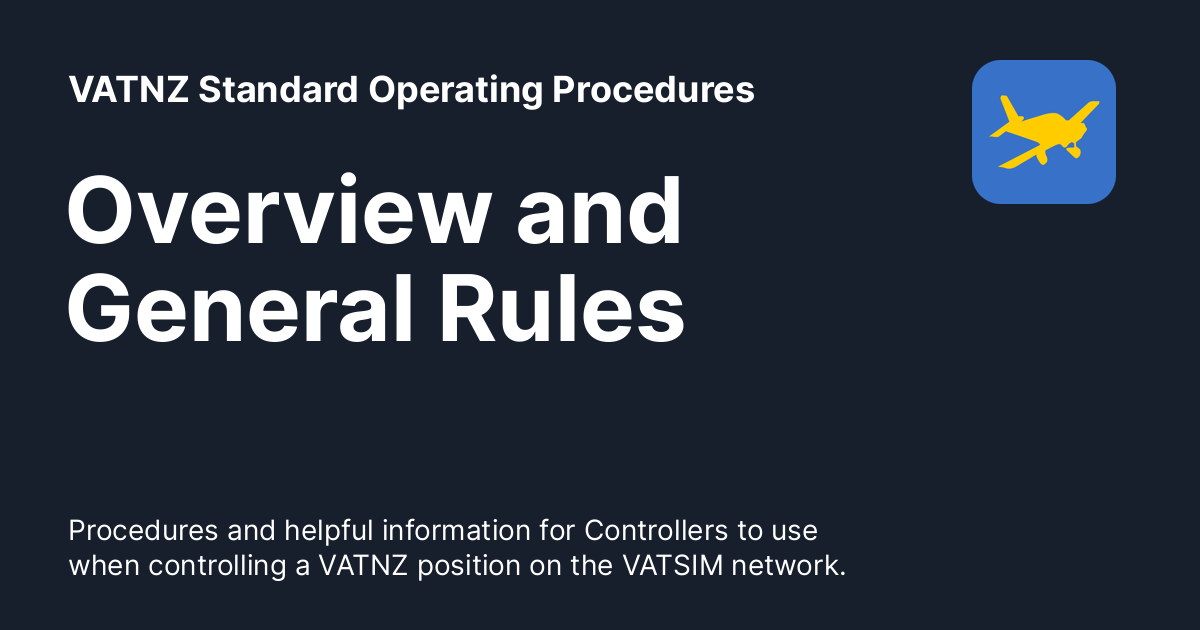 VATNZ Standard Operating Procedures
Overview and
General Rules
Procedures and helpful information for Controllers to use
when controlling a VATNZ position on the VATSIM network.